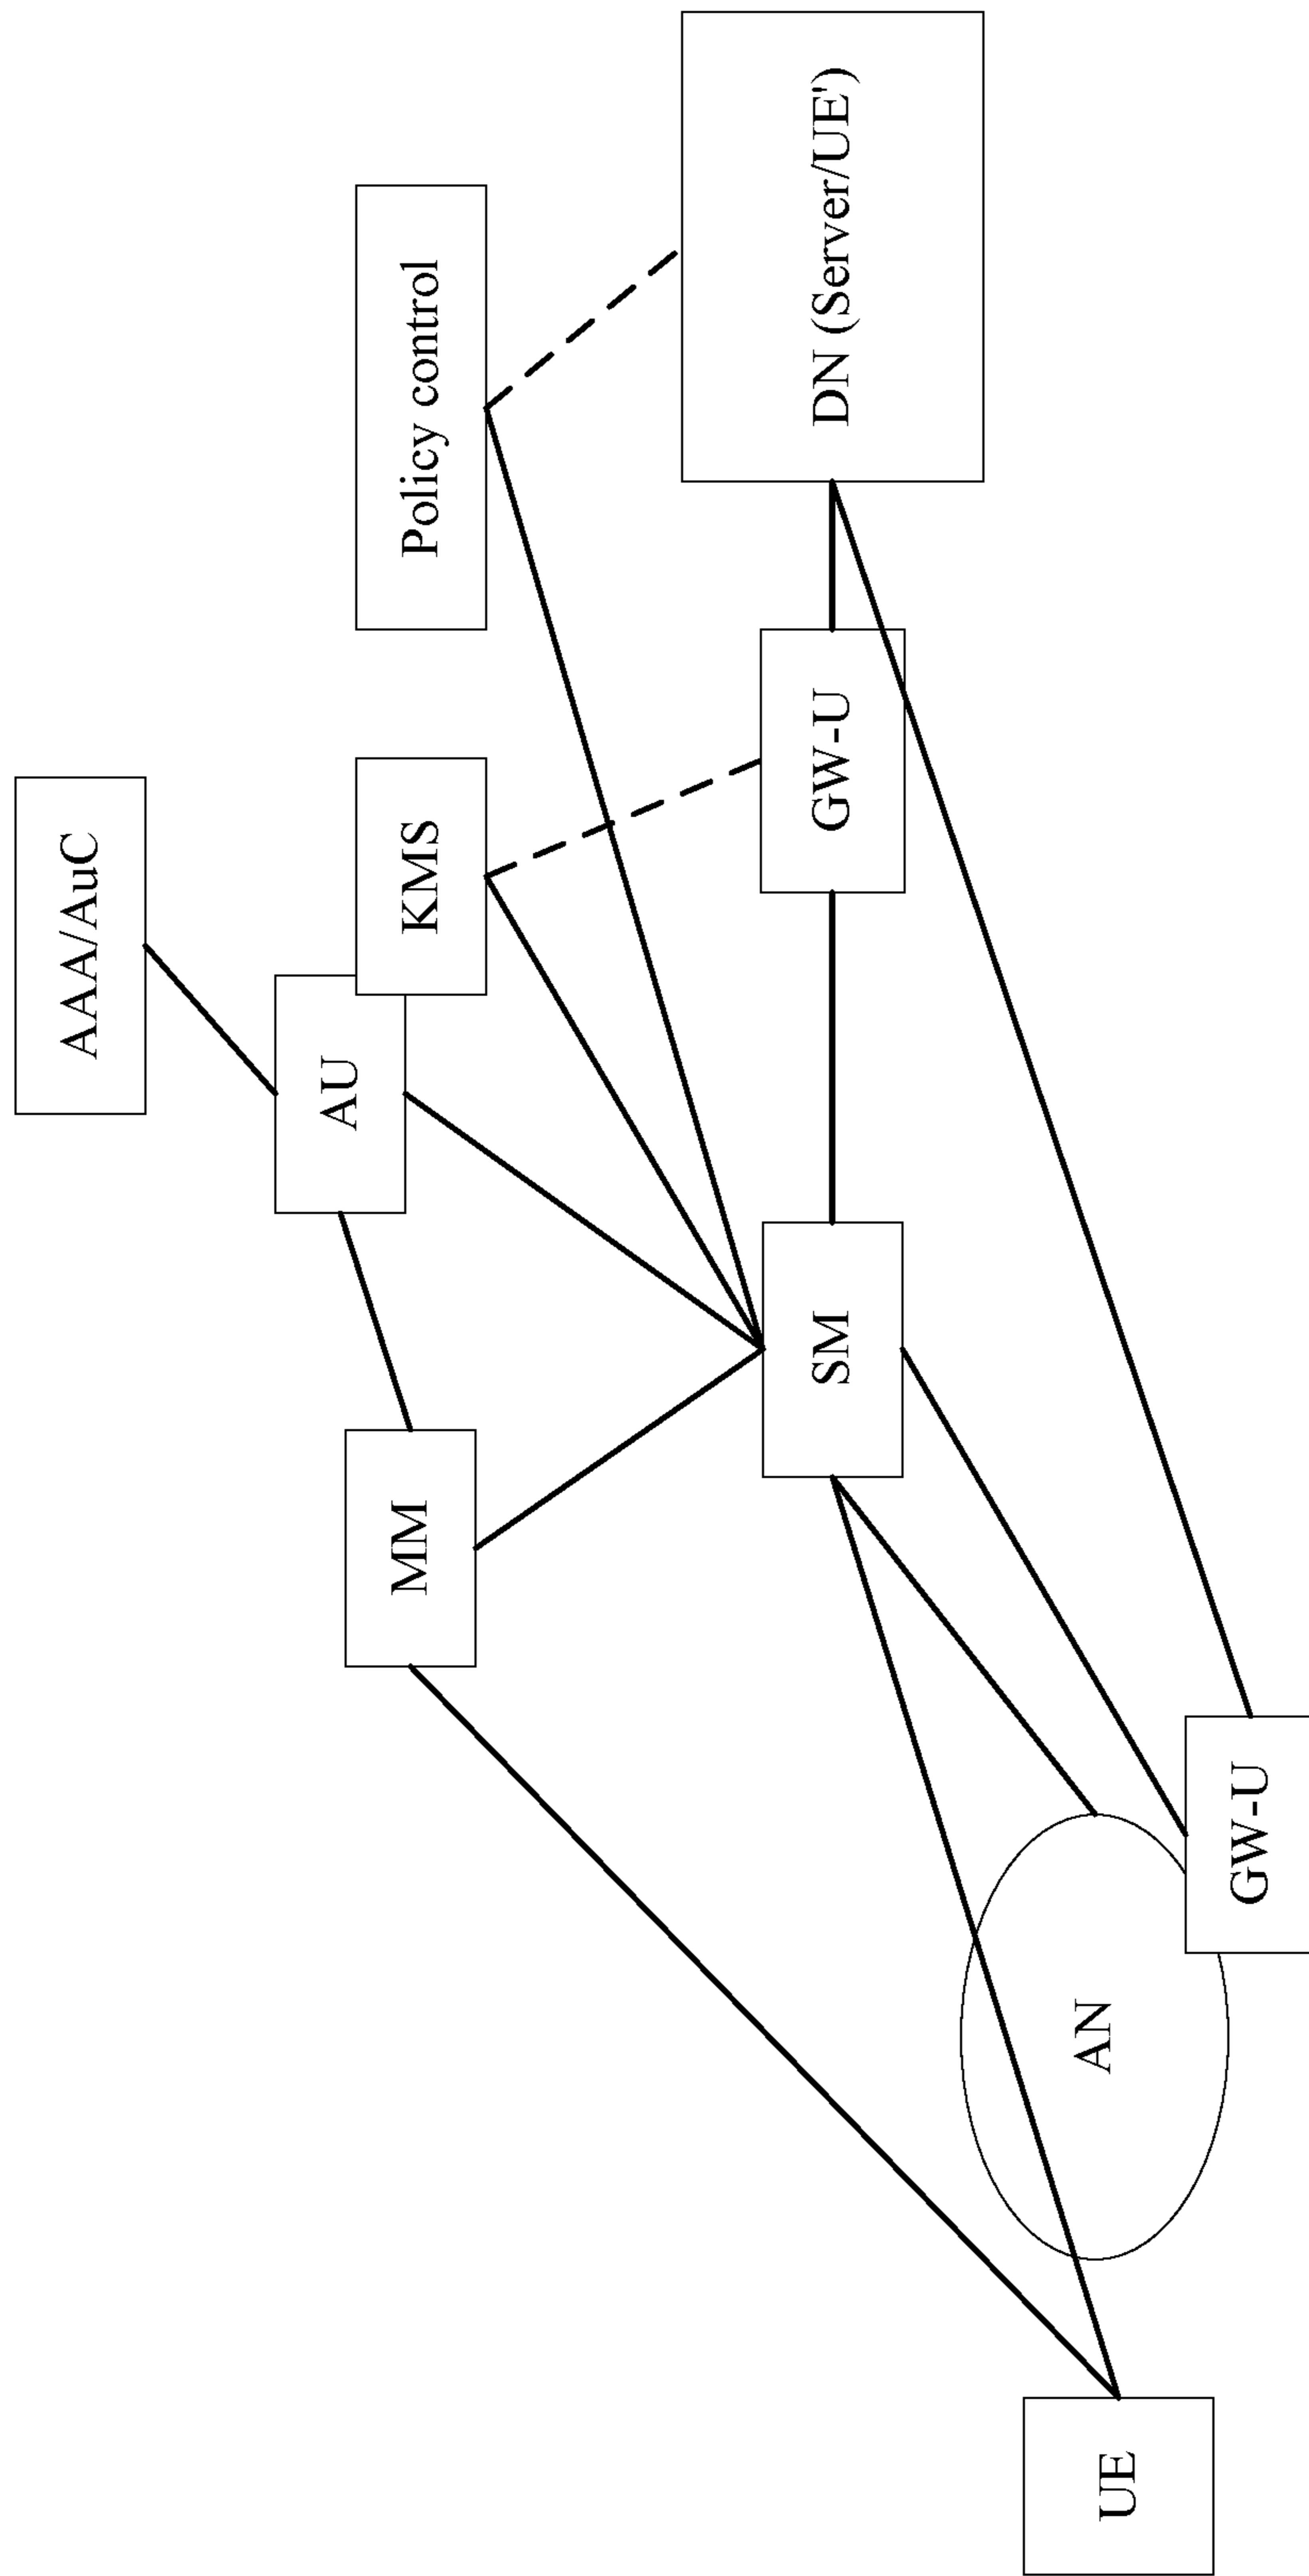 AAA/AuC
AU
KMS
Policy control
MM
SM
GW-U
DN (Server/UE')
UE
AN
GW-U